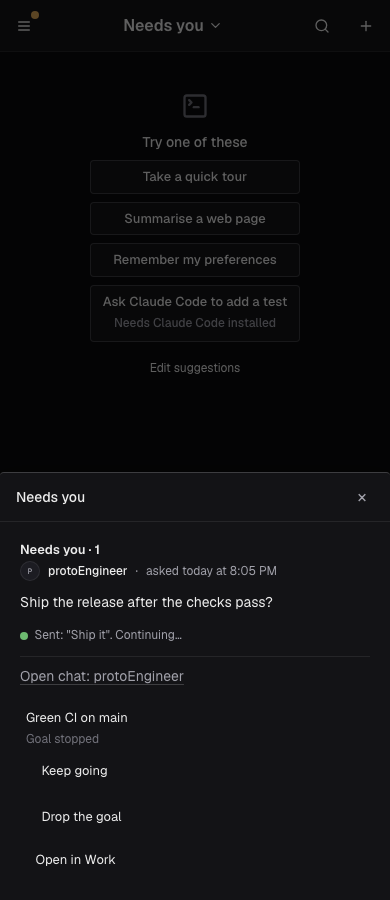 Needs you
Try one of these
Take a quick tour
Summarise a web page
Remember my preferences
Ask Claude Code to add a test
Needs Claude Code installed
Edit suggestions
Needs you
Needs you · 1
P protoEngineer · asked today at 8:05 PM
Ship the release after the checks pass?
Sent: "Ship it". Continuing…
Open chat: protoEngineer
Green CI on main
Goal stopped
Keep going
Drop the goal
Open in Work